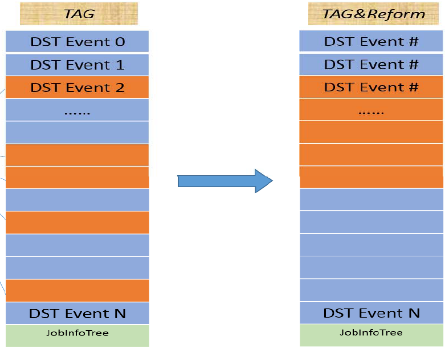 TAG
DST Event 0
DST Event 1
DST Event 2
......
DST Event N
JobInfoTree
TAG&Reform
DST Event #
DST Event #
DST Event #
......
DST Event N
JobInfoTree